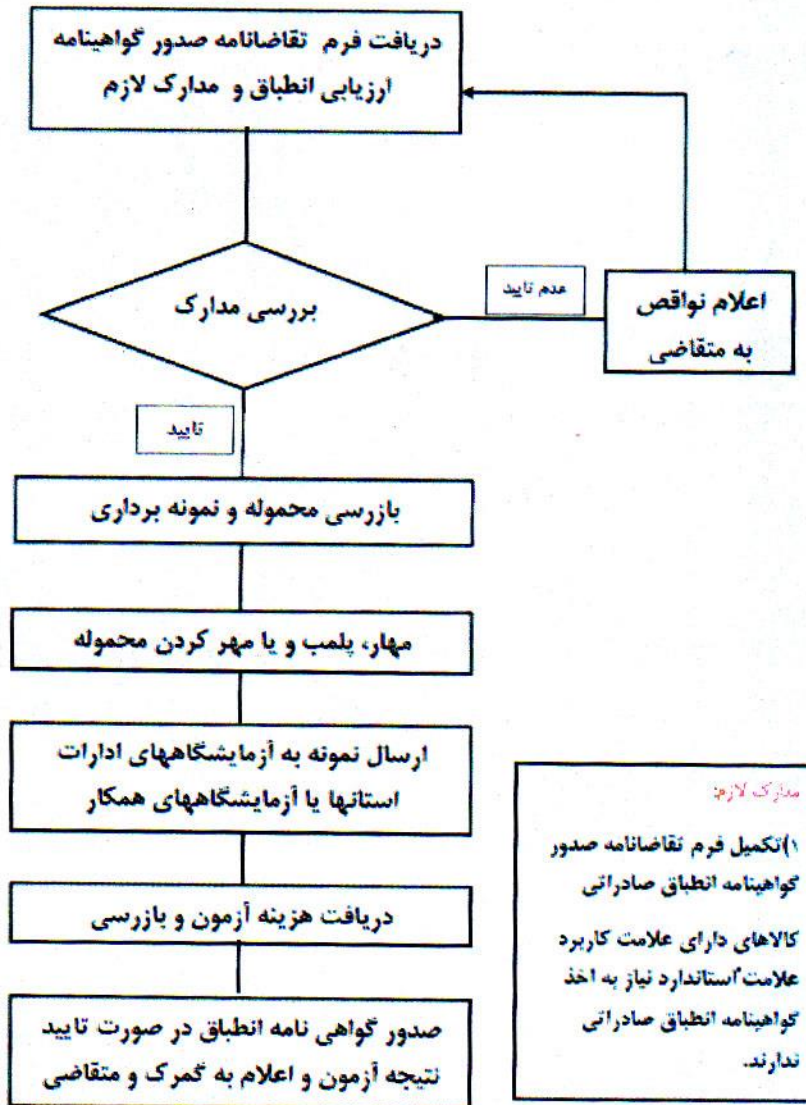 دریافت فرم تقاضانامه صدور گواهینامه
ارزیابی انطباق و مدارک لازم
بررسی مدارک
عدم تایید
اعلام نواقص
به متقاضی
تایید
بازرسی محموله و نمونه برداری
مهار، پلمب و یا مهر کردن محموله
ارسال نمونه به آزمایشگاههای ادارات
استانها یا آزمایشگاههای همکار
دریافت هزینه آزمون و بازرسی
صدور گواهی نامه انطباق در صورت تایید
نتیجه آزمون و اعلام به گمرک و متقاضی
مدارک لازم:
۱)تکمیل فرم تقاضانامه صدور
گواهینامه انطباق صادراتی
کالاهای دارای علامت کاربرد
علامت استاندارد نیاز به اخذ
گواهینامه انطباق صادراتی
ندارند.